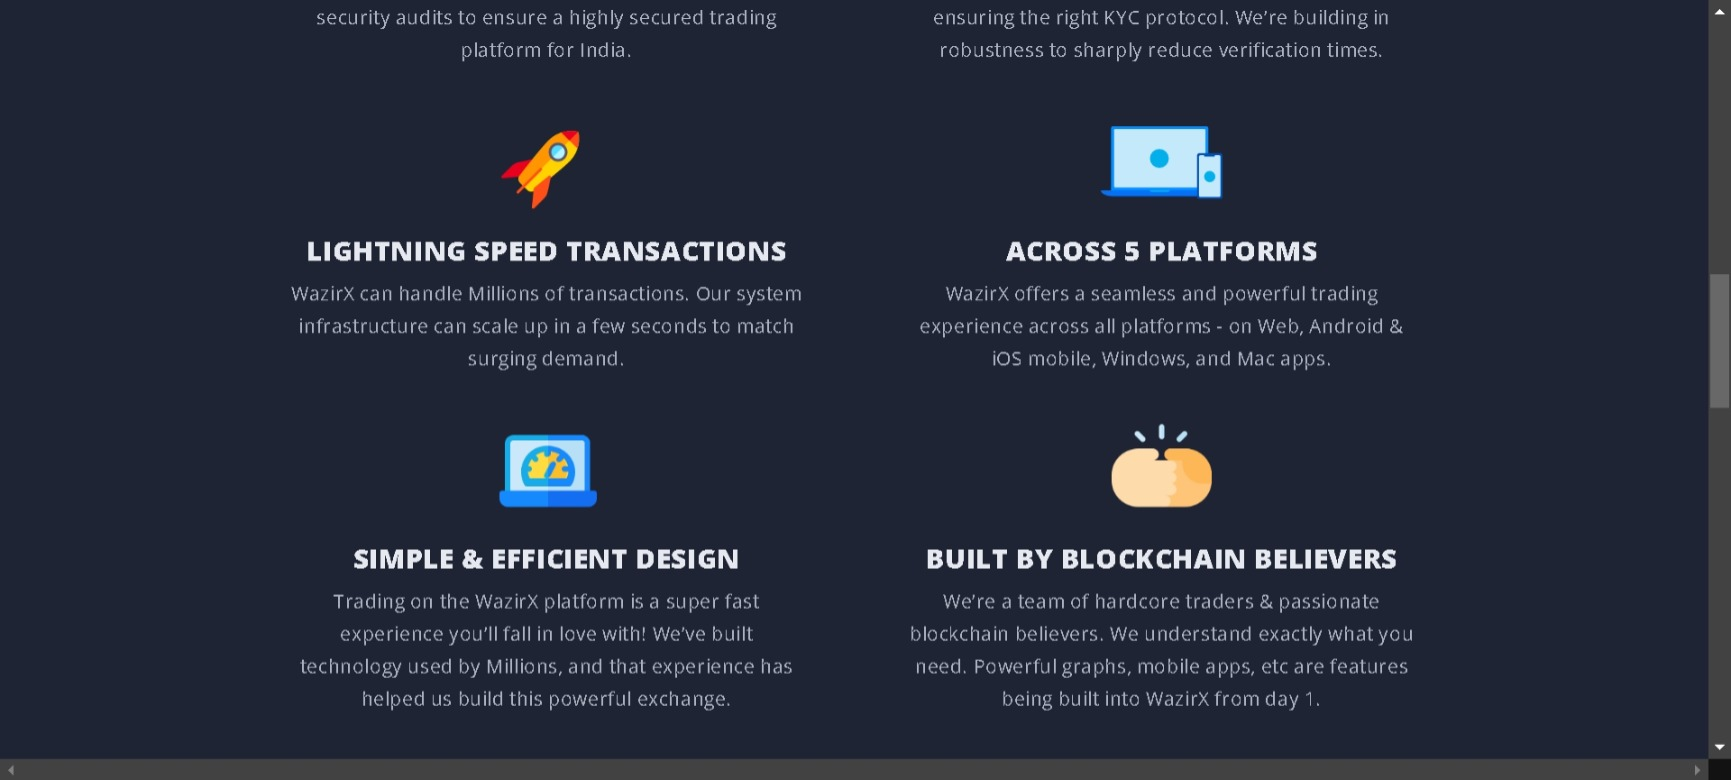 security audits to ensure a highly secured trading
platform for India.
ensuring the right KYC protocol. We’re building in
robustness to sharply reduce verification times.
LIGHTNING SPEED TRANSACTIONS
WazirX can handle Millions of transactions. Our system
infrastructure can scale up in a few seconds to match
surging demand.
ACROSS 5 PLATFORMS
WazirX offers a seamless and powerful trading
experience across all platforms - on Web, Android &
iOS mobile, Windows, and Mac apps.
SIMPLE & EFFICIENT DESIGN
Trading on the WazirX platform is a super fast
experience you’ll fall in love with! We’ve built
technology used by Millions, and that experience has
helped us build this powerful exchange.
BUILT BY BLOCKCHAIN BELIEVERS
We’re a team of hardcore traders & passionate
blockchain believers. We understand exactly what you
need. Powerful graphs, mobile apps, etc are features
being built into WazirX from day 1.